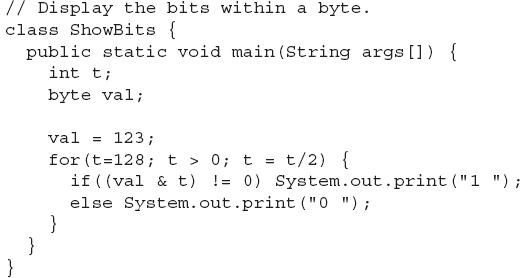 // Display the bits within a byte.
class ShowBits {
  public static void main(String args[]) {
    int t;
    byte val;

    val = 123;
    for(t=128; t > 0; t = t/2) {
      if((val & t) != 0) System.out.print("1 ");
      else System.out.print("0 ");
    }
  }
}